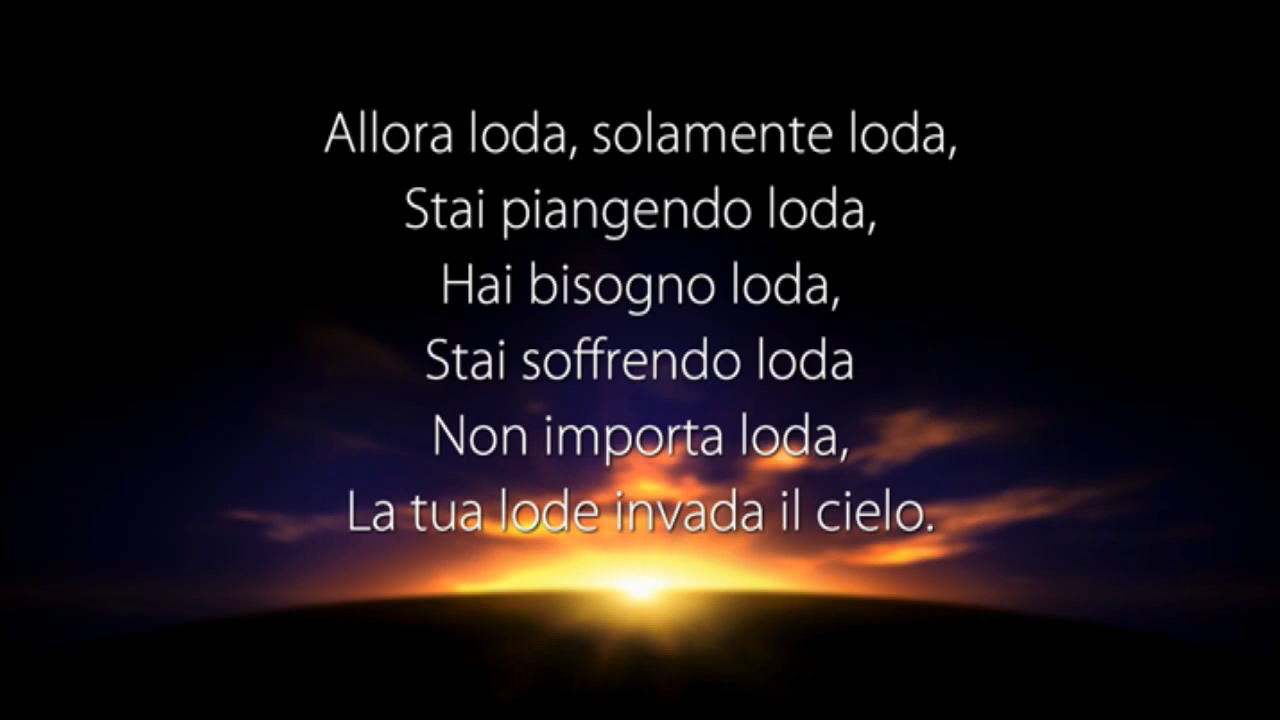 Allora loda, solamente loda,
Stai piangendo loda,
Hai bisogno loda,
Stai soffrendo loda
Non importa loda,
La tua lode invada il cielo.